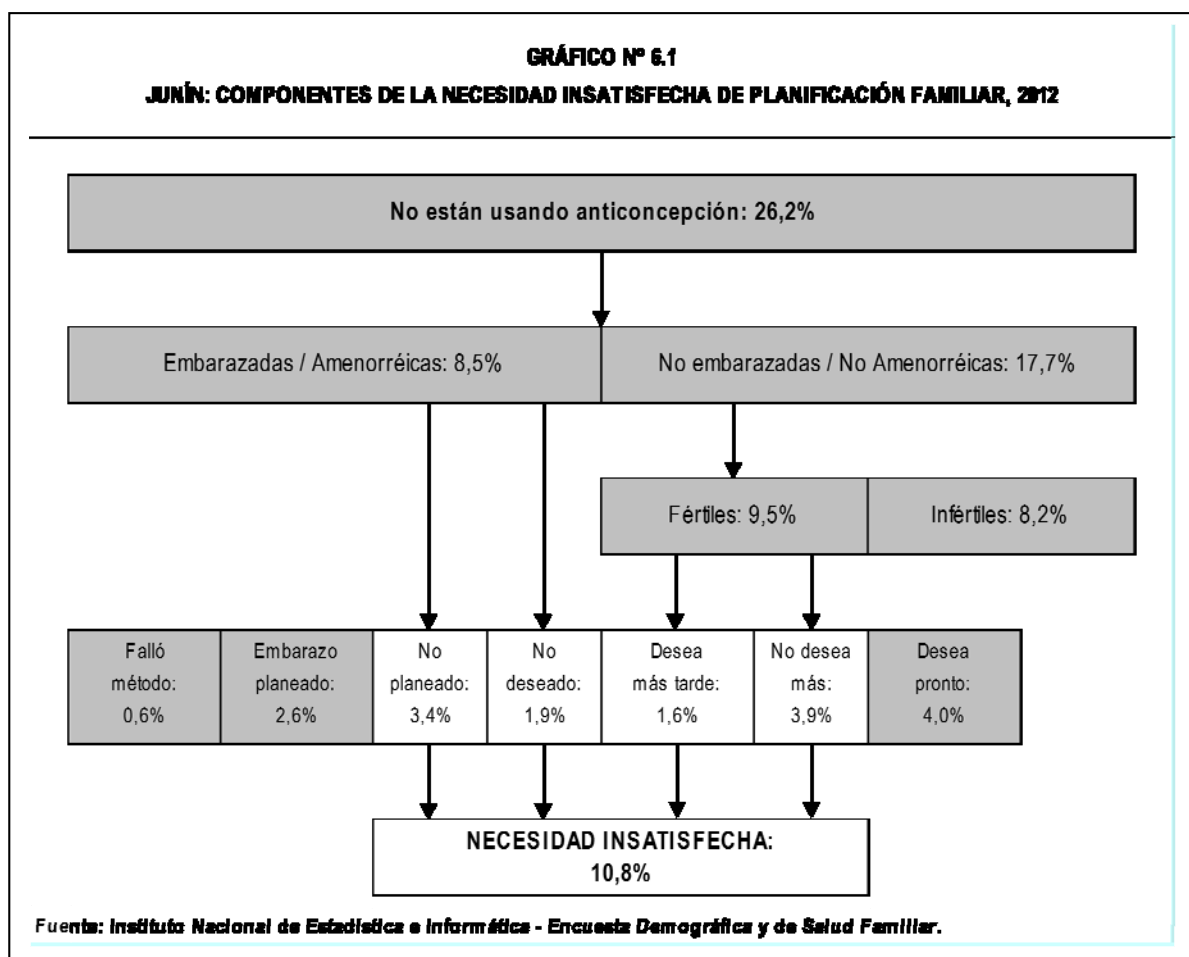 GRÁFICO Nº 6.1
JUNÍN: COMPONENTES DE LA NECESIDAD INSATISFECHA DE PLANIFICACIÓN FAMILIAR, 2012
No están usando anticoncepción: 26,2%
Embarazadas / Amenorréicas: 8,5%
No embarazadas / No Amenorréicas: 17,7%
Fértiles: 9,5%
Infértiles: 8,2%
Falló
método:
0,6%
Embarazo
planeado:
2,6%
No
planeado:
3,4%
No
deseado:
1,9%
Desea
más tarde:
1,6%
No desea
más:
3,9%
Desea
pronto:
4,0%
NECESIDAD INSATISFECHA:
10,8%
Fuente: Instituto Nacional de Estadística e Informática - Encuesta Demográfica y de Salud Familiar.